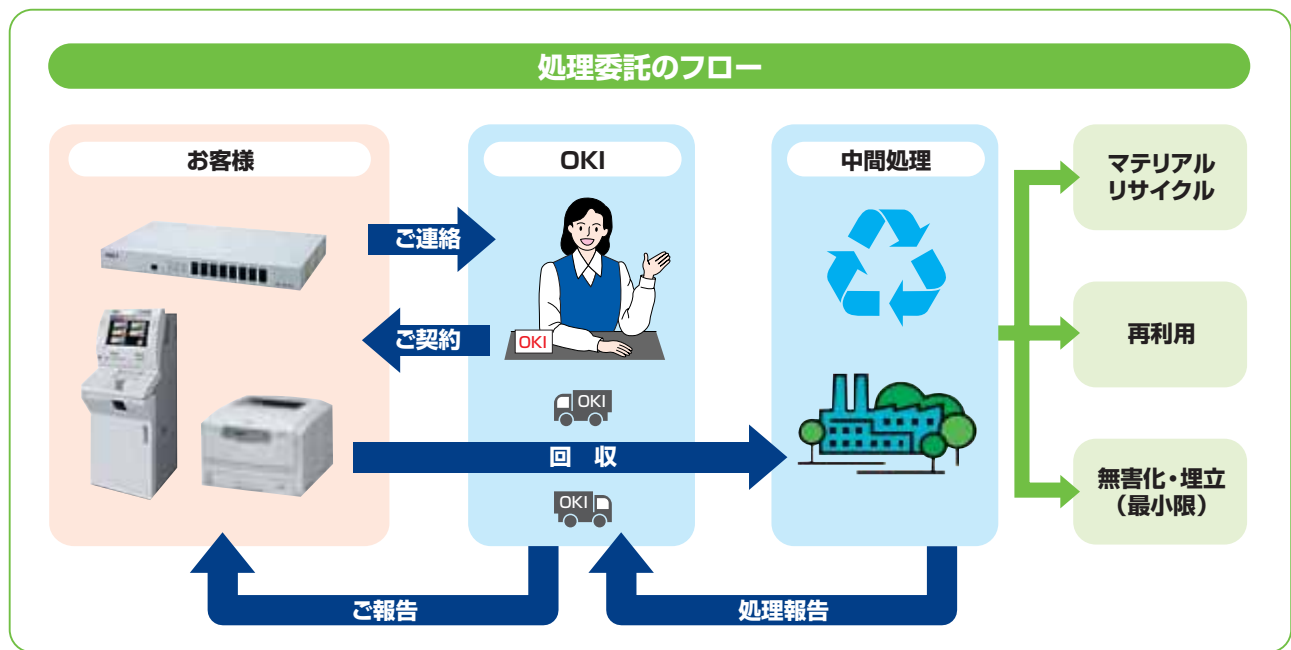 処理委託のフロー
お客様
OKI
中間処理
マテリアル
リサイクル
ご連絡
ご契約
OKI
再利用
OKI
回 収
OKI
無害化・埋立
(最小限)
ご報告
処理報告